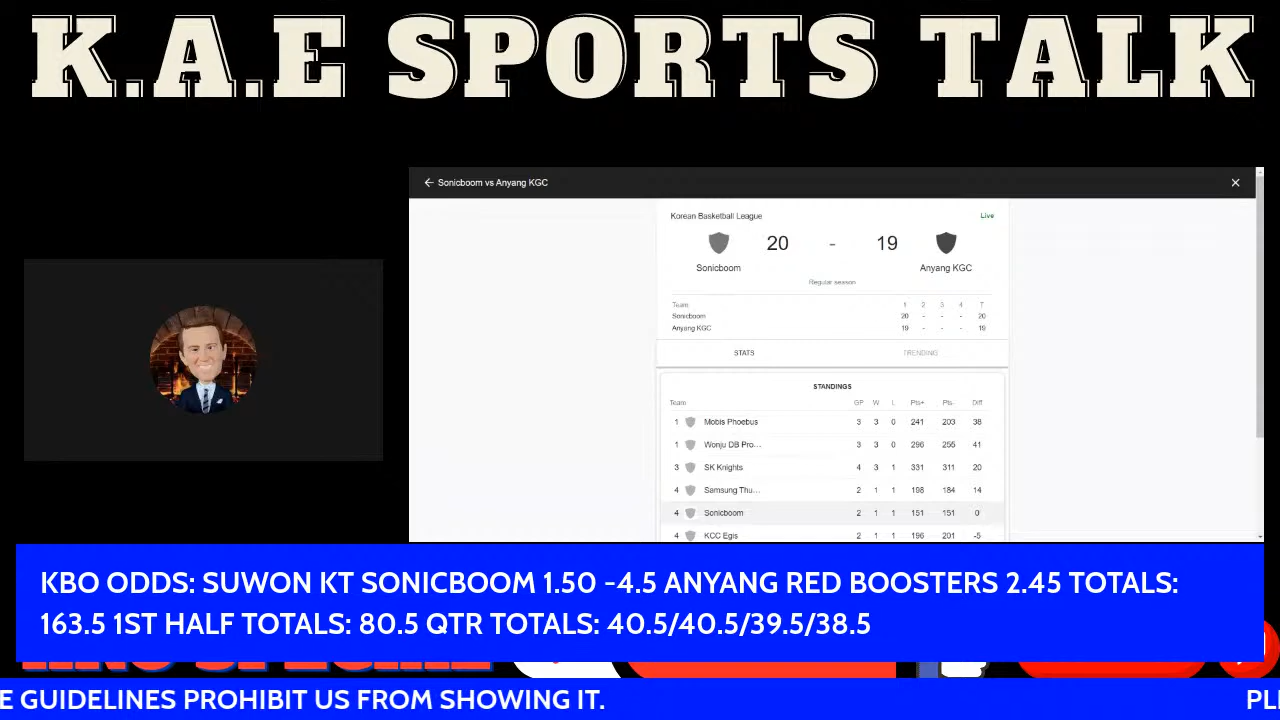 K.A.E SPORTS TALK
Sonicboom vs Anyang KGC
Korean Basketball League Live
20 - 19
Sonicboom Anyang KGC
Regular season
Team 1 2 3 4 T
Sonicboom 20 - - - 20
Anyang KGC 19 - - - 19
STATS TRENDING
STANDINGS
Team GP W L Pts+ Pts- Diff
1 Mobis Phoebus 3 3 0 241 203 38
1 Wonju DB Pro... 3 3 0 296 255 41
3 SK Knights 4 3 1 331 311 20
4 Samsung Thu... 2 1 1 198 184 14
4 Sonicboom 2 1 1 151 151 0
4 KCC Egis 2 1 1 196 201 -5
KBO ODDS: SUWON KT SONICBOOM 1.50 -4.5 ANYANG RED BOOSTERS 2.45 TOTALS:
163.5 1ST HALF TOTALS: 80.5 QTR TOTALS: 40.5/40.5/39.5/38.5
E GUIDELINES PROHIBIT US FROM SHOWING IT. PL